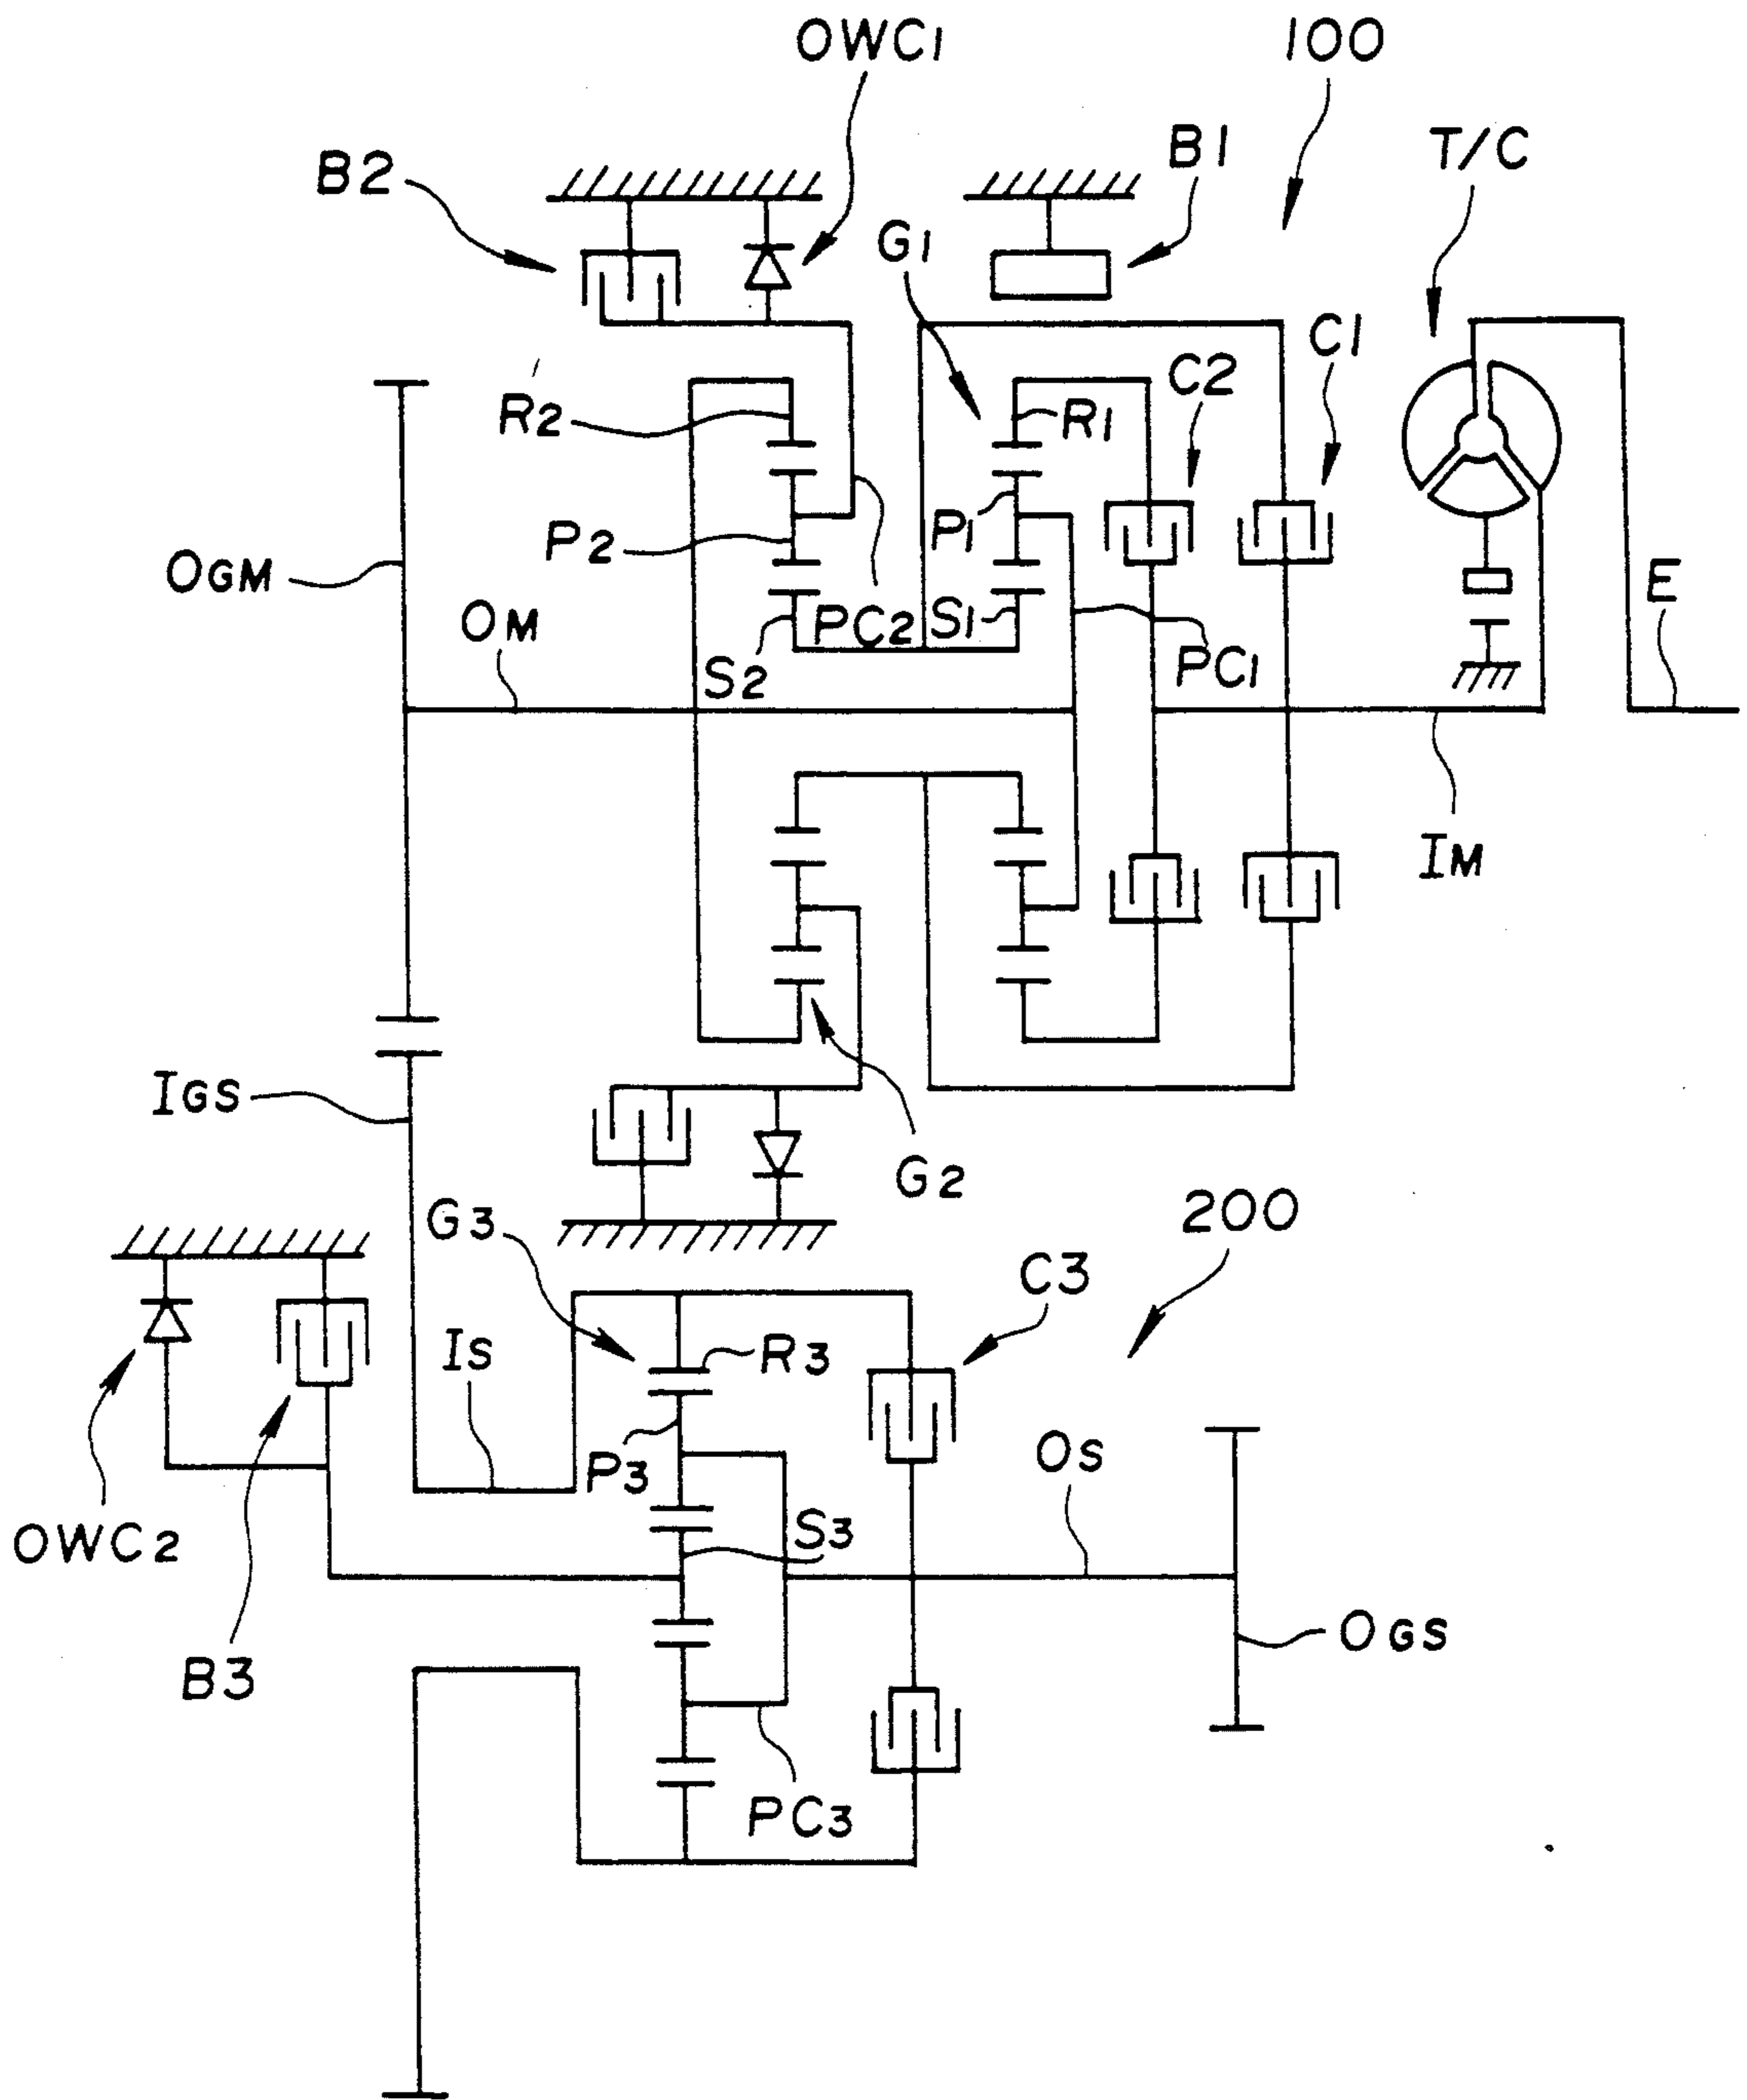 OWC1
100
B2
B1
T/C
G1
C1
C2
R2
R1
P2
P1
OGM
E
OM
PC2
S1
S2
PC1
IM
IGS
G2
G3
200
C3
IS
R3
P3
OS
OWC2
S3
B3
OGS
PC3